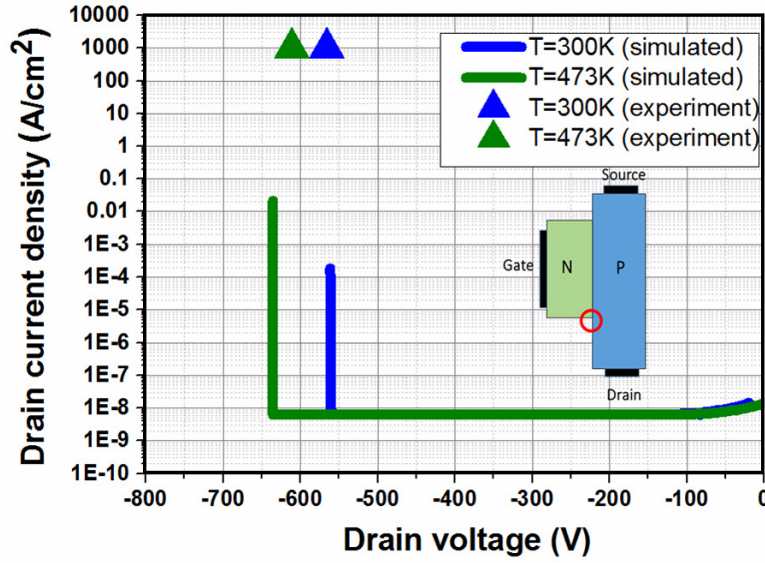 Drain current density (A/cm²)
10000
1000
100
10
1
0.1
0.01
1E-3
1E-4
1E-5
1E-6
1E-7
1E-8
1E-9
1E-10
T=300K (simulated)
T=473K (simulated)
T=300K (experiment)
T=473K (experiment)
Source
Gate
N
P
Drain
-800 -700 -600 -500 -400 -300 -200 -100 0
Drain voltage (V)